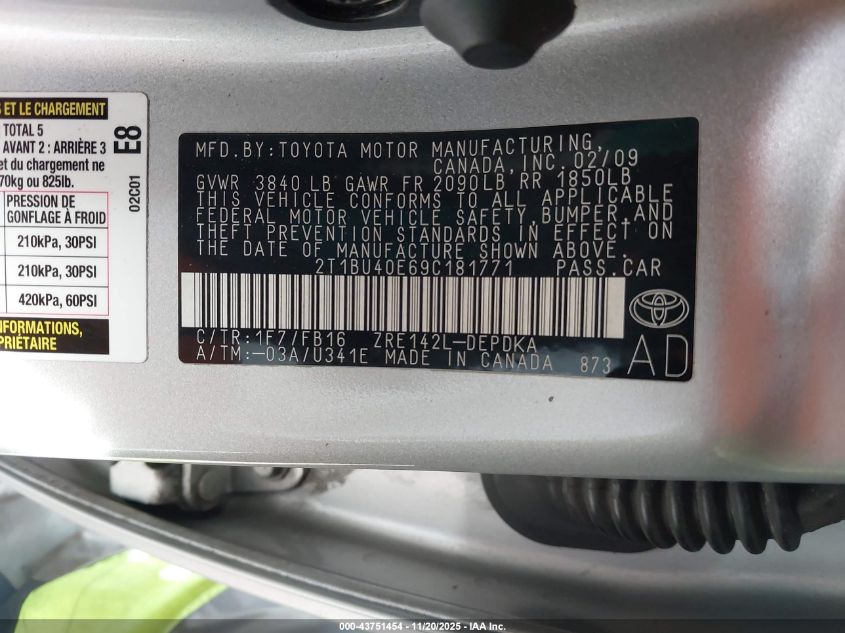 S ET LE CHARGEMENT
TOTAL 5
AVANT 2 : ARRIÈRE 3
et du chargement ne
70kg ou 825lb.
PRESSION DE
GONFLAGE À FROID
210kPa, 30PSI
210kPa, 30PSI
420kPa, 60PSI
INFORMATIONS,
PRIÉTAIRE
E8
02C01
MFD. BY: TOYOTA MOTOR MANUFACTURING,
CANADA, INC. 02/09
GVWR 3840 LB GAWR FR 2090LB RR 1850LB
THIS VEHICLE CONFORMS TO ALL APPLICABLE
FEDERAL MOTOR VEHICLE SAFETY, BUMPER, AND
THEFT PREVENTION STANDARDS IN EFFECT ON
THE DATE OF MANUFACTURE SHOWN ABOVE.
2T1BU40E69C181771 PASS. CAR
C/TR:1F7/FB16 ZRE142L-DEPDKA
A/TM:-03A/U341E MADE IN CANADA 873
AD
000-43751454 - 11/20/2025 - IAA Inc.